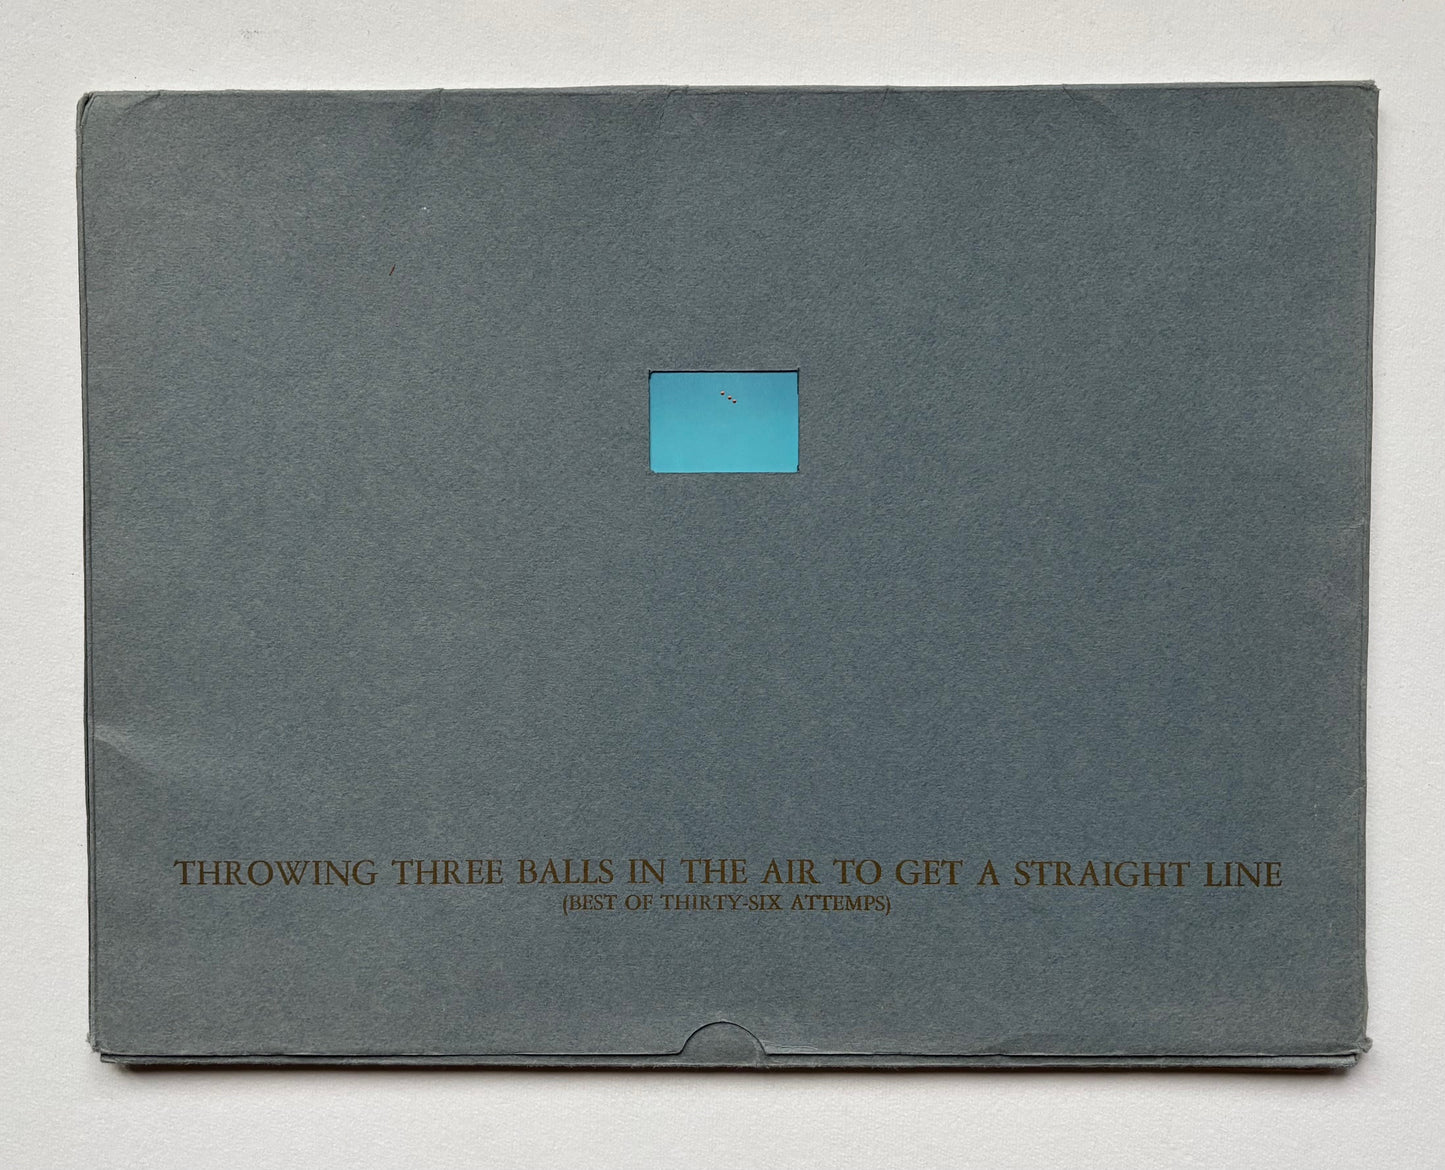 THROWING THREE BALLS IN THE AIR TO GET A STRAIGHT LINE
(BEST OF THIRTY-SIX ATTEMPS)